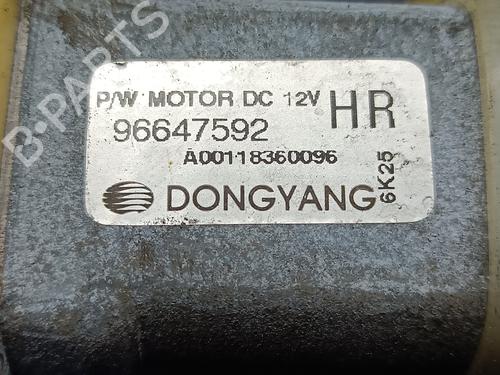 B-PARTS
P/W MOTOR DC 12V HR
96647592
A00118360096
DONGYANG
6K25